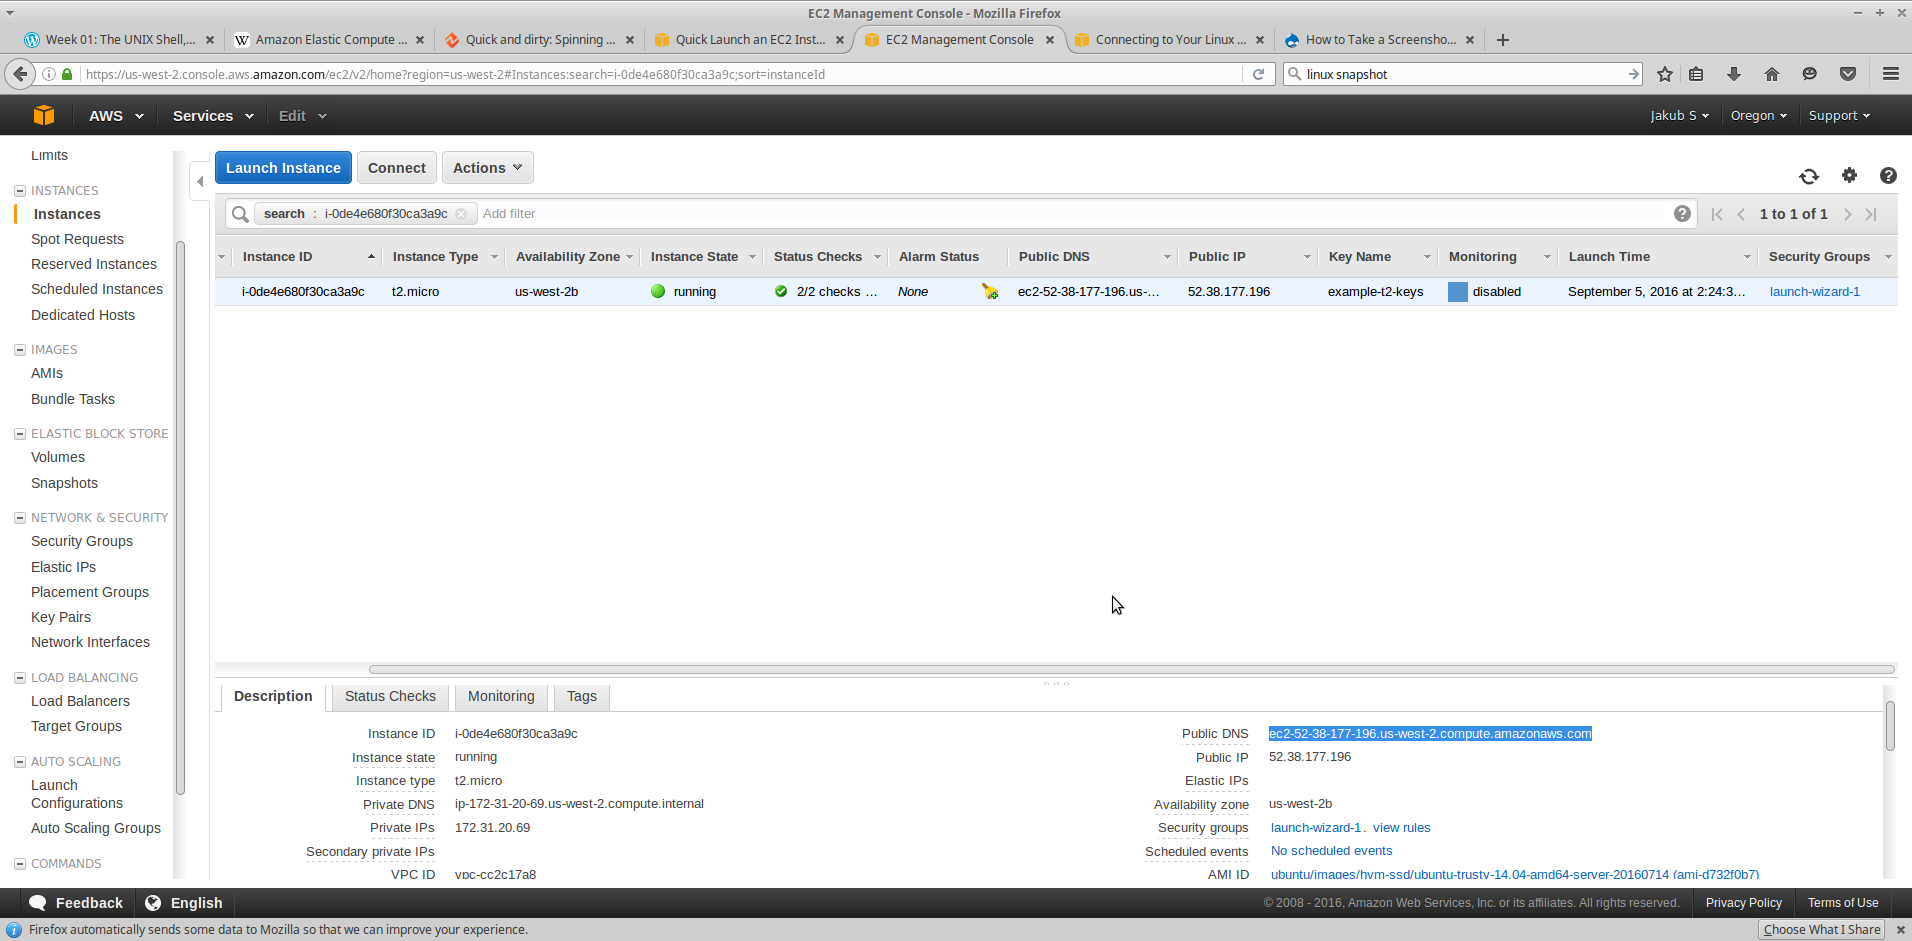 EC2 Management Console - Mozilla Firefox
Week 01: The UNIX Shell,...
Amazon Elastic Compute ...
Quick and dirty: Spinning ...
Quick Launch an EC2 Inst...
EC2 Management Console
Connecting to Your Linux ...
How to Take a Screensho...
https://us-west-2.console.aws.amazon.com/ec2/v2/home?region=us-west-2#Instances:search=i-0de4e680f30ca3a9c;sort=instanceId
linux snapshot
AWS Services Edit
Jakub S Oregon Support
Limits
INSTANCES
Instances
Spot Requests
Reserved Instances
Scheduled Instances
Dedicated Hosts
IMAGES
AMIs
Bundle Tasks
ELASTIC BLOCK STORE
Volumes
Snapshots
NETWORK & SECURITY
Security Groups
Elastic IPs
Placement Groups
Key Pairs
Network Interfaces
LOAD BALANCING
Load Balancers
Target Groups
AUTO SCALING
Launch
Configurations
Auto Scaling Groups
COMMANDS
Launch Instance Connect Actions
search : i-0de4e680f30ca3a9c Add filter
1 to 1 of 1
Instance ID Instance Type Availability Zone Instance State Status Checks Alarm Status Public DNS Public IP Key Name Monitoring Launch Time Security Groups
i-0de4e680f30ca3a9c t2.micro us-west-2b running 2/2 checks ... None ec2-52-38-177-196.us-... 52.38.177.196 example-t2-keys disabled September 5, 2016 at 2:24:3... launch-wizard-1
Description Status Checks Monitoring Tags
Instance ID i-0de4e680f30ca3a9c
Instance state running
Instance type t2.micro
Private DNS ip-172-31-20-69.us-west-2.compute.internal
Private IPs 172.31.20.69
Secondary private IPs
VPC ID vpc-cc2c17a8
Public DNS ec2-52-38-177-196.us-west-2.compute.amazonaws.com
Public IP 52.38.177.196
Elastic IPs
Availability zone us-west-2b
Security groups launch-wizard-1. view rules
Scheduled events No scheduled events
AMI ID ubuntu/images/hvm-ssd/ubuntu-trusty-14.04-amd64-server-20160714 (ami-d732f0b7)
Feedback English
© 2008 - 2016, Amazon Web Services, Inc. or its affiliates. All rights reserved. Privacy Policy Terms of Use
Firefox automatically sends some data to Mozilla so that we can improve your experience.
Choose What I Share